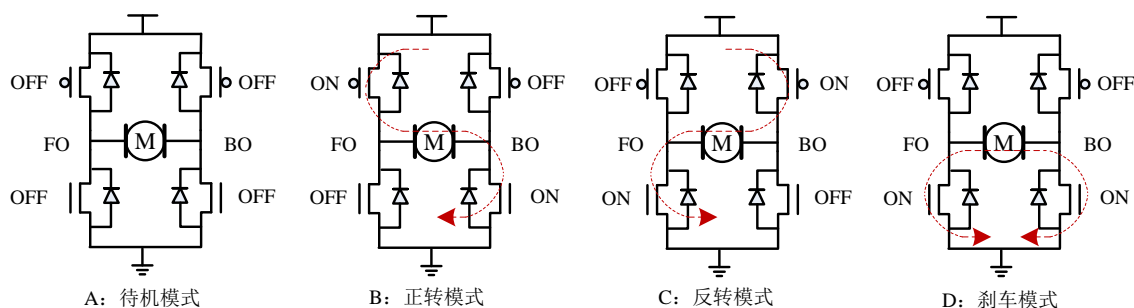 OFF OFF ON OFF OFF ON OFF OFF
FO M BO FO M BO FO M BO FO M BO
OFF OFF OFF ON ON OFF ON ON
A：待机模式 B：正转模式 C：反转模式 D：刹车模式